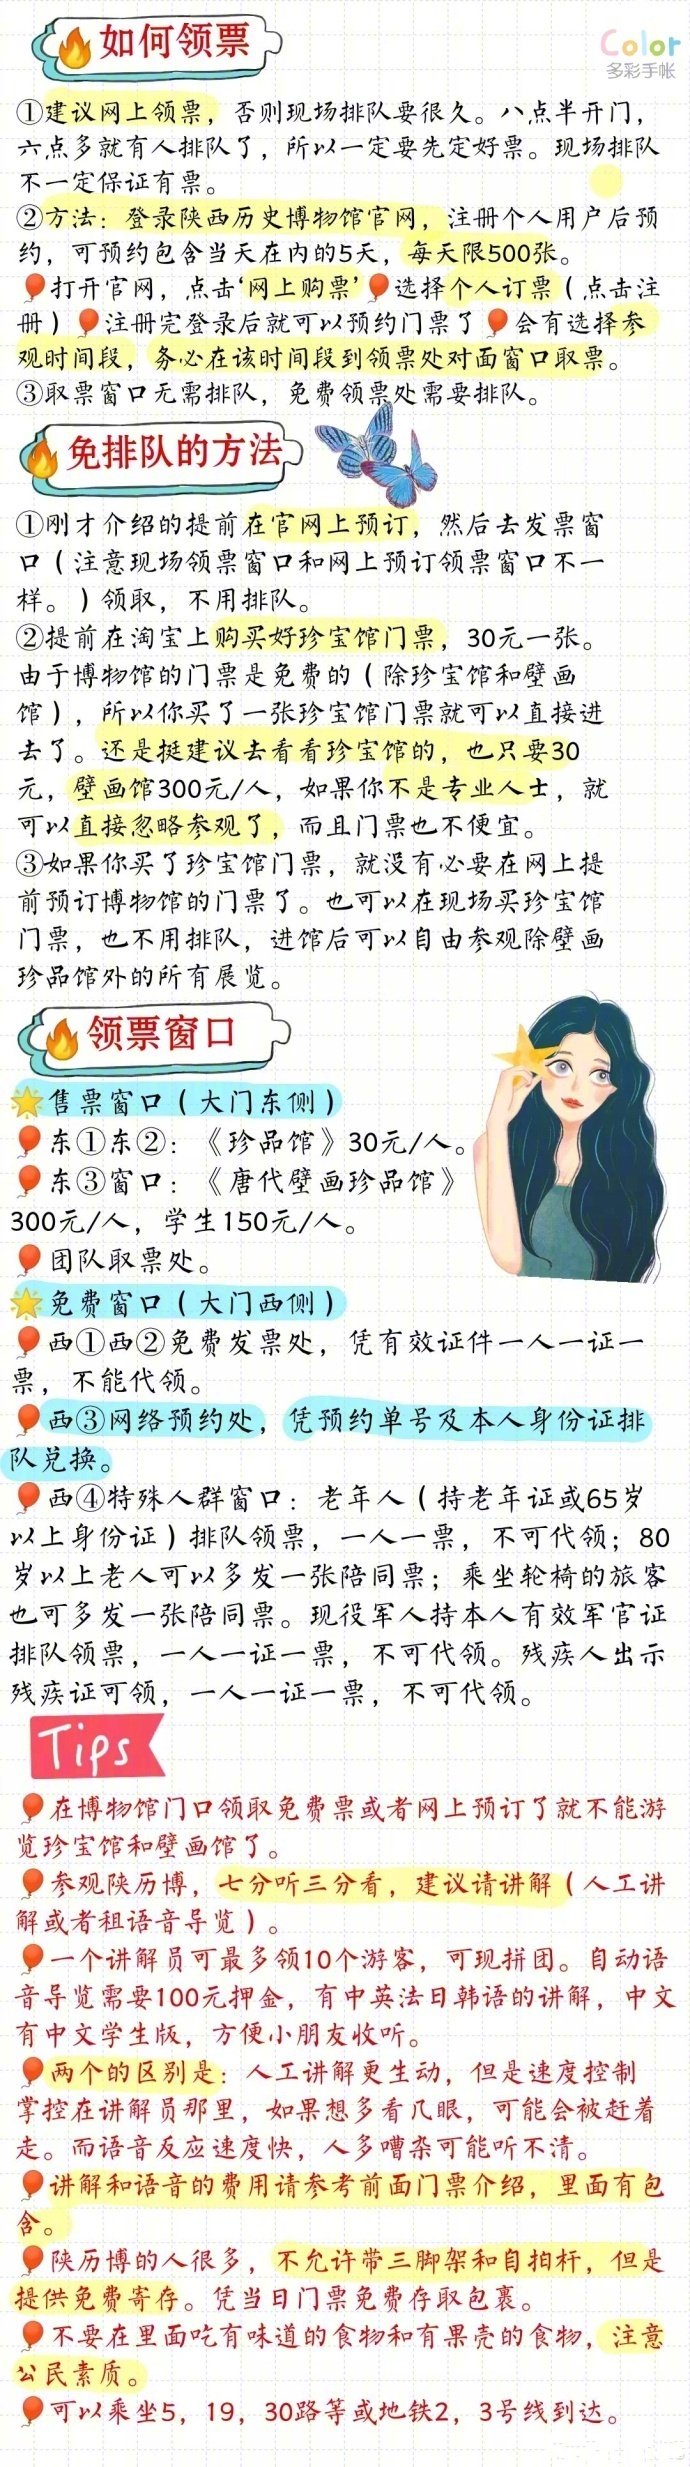 如何领票
Color
多彩手帐
①建议网上领票，否则现场排队要很久。八点半开门，
六点多就有人排队了，所以一定要先定好票。现场排队
不一定保证有票。
②方法：登录陕西历史博物馆官网，注册个人用户后预
约，可预约包含当天在内的5天，每天限500张。
打开官网，点击‘网上购票’选择个人订票（点击注
册）注册完登录后就可以预约门票了会有选择参
观时间段，务必在该时间段到领票处对面窗口取票。
③取票窗口无需排队，免费领票处需要排队。
免排队的方法
①刚才介绍的提前在官网上预订，然后去发票窗
口（注意现场领票窗口和网上预订领票窗口不一
样。）领取，不用排队。
②提前在淘宝上购买好珍宝馆门票，30元一张。
由于博物馆的门票是免费的（除珍宝馆和壁画
馆），所以你买了一张珍宝馆门票就可以直接进
去了。还是挺建议去看看珍宝馆的，也只要30
元，壁画馆300元/人，如果你不是专业人士，就
可以直接忽略参观了，而且门票也不便宜。
③如果你买了珍宝馆门票，就没有必要在网上提
前预订博物馆的门票了。也可以在现场买珍宝馆
门票，也不用排队，进馆后可以自由参观除壁画
珍品馆外的所有展览。
领票窗口
售票窗口（大门东侧）
东①东②：《珍品馆》30元/人。
东③窗口：《唐代壁画珍品馆》
300元/人，学生150元/人。
团队取票处。
免费窗口（大门西侧）
西①西②免费发票处，凭有效证件一人一证一
票，不能代领。
西③网络预约处，凭预约单号及本人身份证排
队兑换。
西④特殊人群窗口：老年人（持老年证或65岁
以上身份证）排队领票，一人一票，不可代领；80
岁以上老人可以多发一张陪同票；乘坐轮椅的旅客
也可多发一张陪同票。现役军人持本人有效军官证
排队领票，一人一证一票，不可代领。残疾人出示
残疾证可领，一人一证一票，不可代领。
Tips
在博物馆门口领取免费票或者网上预订了就不能游
览珍宝馆和壁画馆了。
参观陕历博，七分听三分看，建议请讲解（人工讲
解或者租语音导览）。
一个讲解员可最多领10个游客，可现拼团。自动语
音导览需要100元押金，有中英法日韩语的讲解，中文
有中文学生版，方便小朋友收听。
两个的区别是：人工讲解更生动，但是速度控制
掌控在讲解员那里，如果想多看几眼，可能会被赶着
走。而语音反应速度快，人多嘈杂可能听不清。
讲解和语音的费用请参考前面门票介绍，里面有包
含。
陕历博的人很多，不允许带三脚架和自拍杆，但是
提供免费寄存。凭当日门票免费存取包裹。
不要在里面吃有味道的食物和有果壳的食物，注意
公民素质。
可以乘坐5，19，30路等或地铁2，3号线到达。